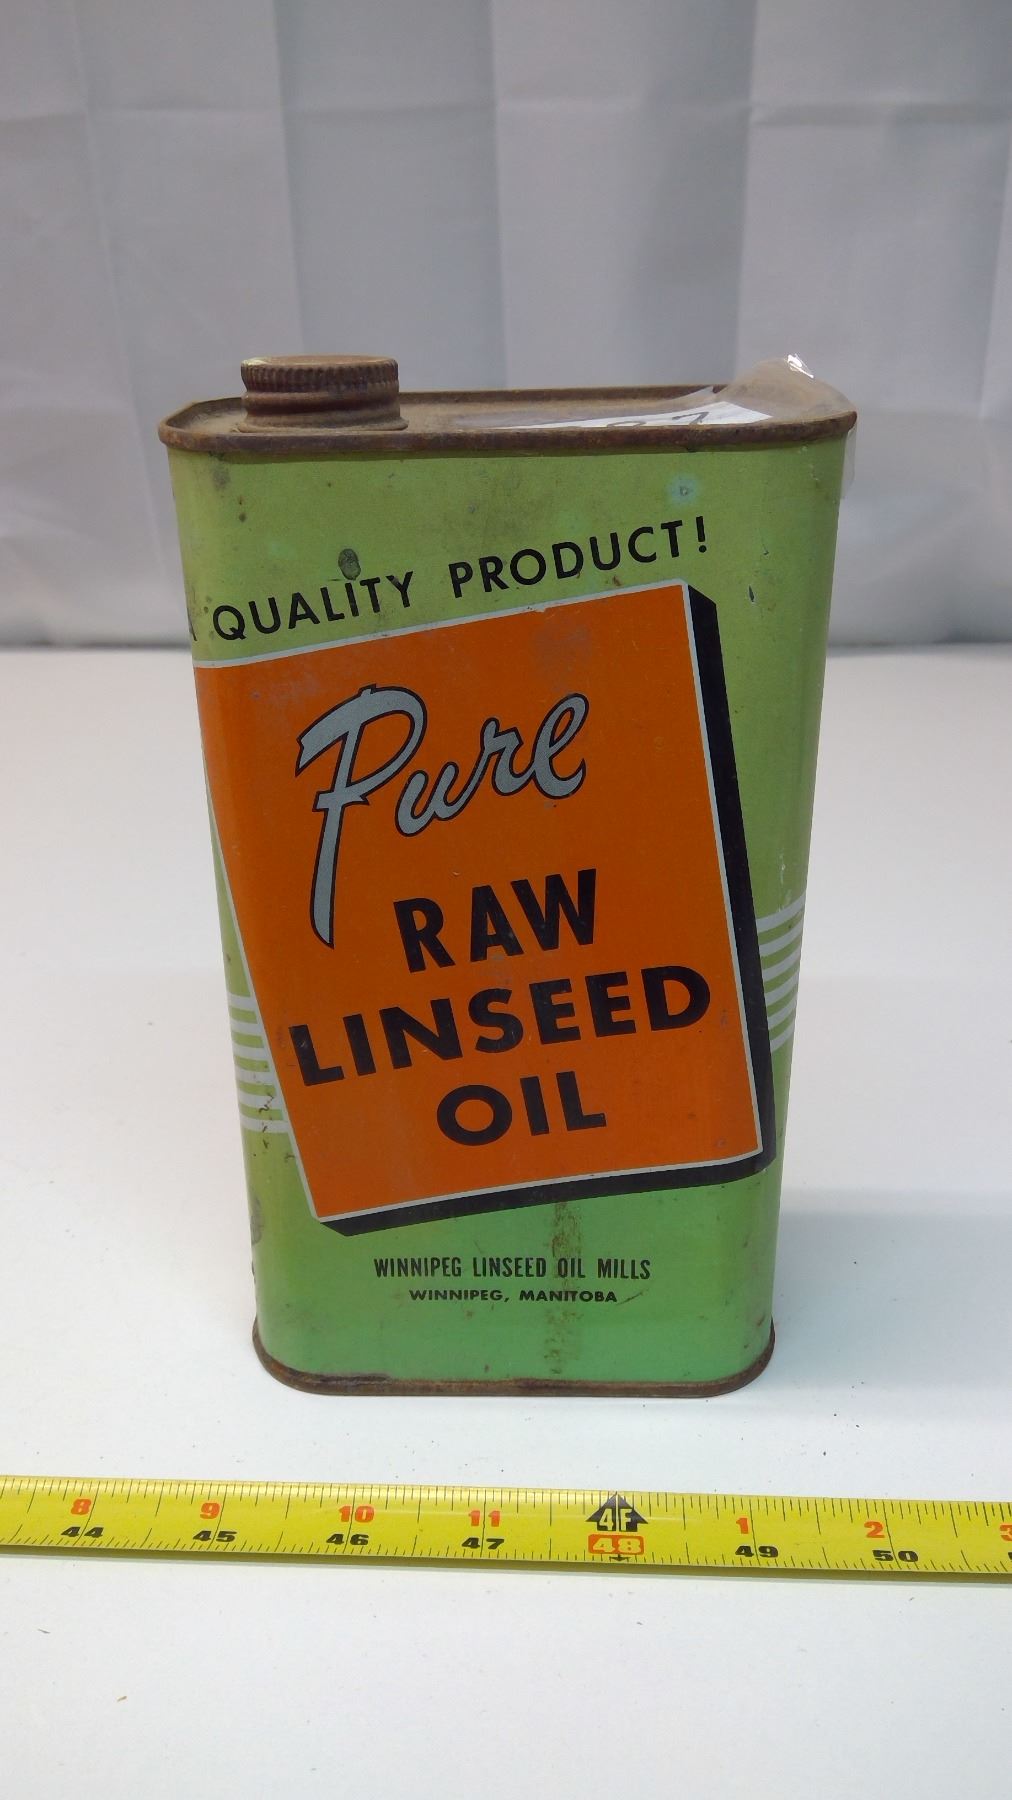 A QUALITY PRODUCT!
Pure
RAW
LINSEED
OIL
WINNIPEG LINSEED OIL MILLS
WINNIPEG, MANITOBA
8 9 10 11 4F 1 2 3
44 45 46 47 48 49 50